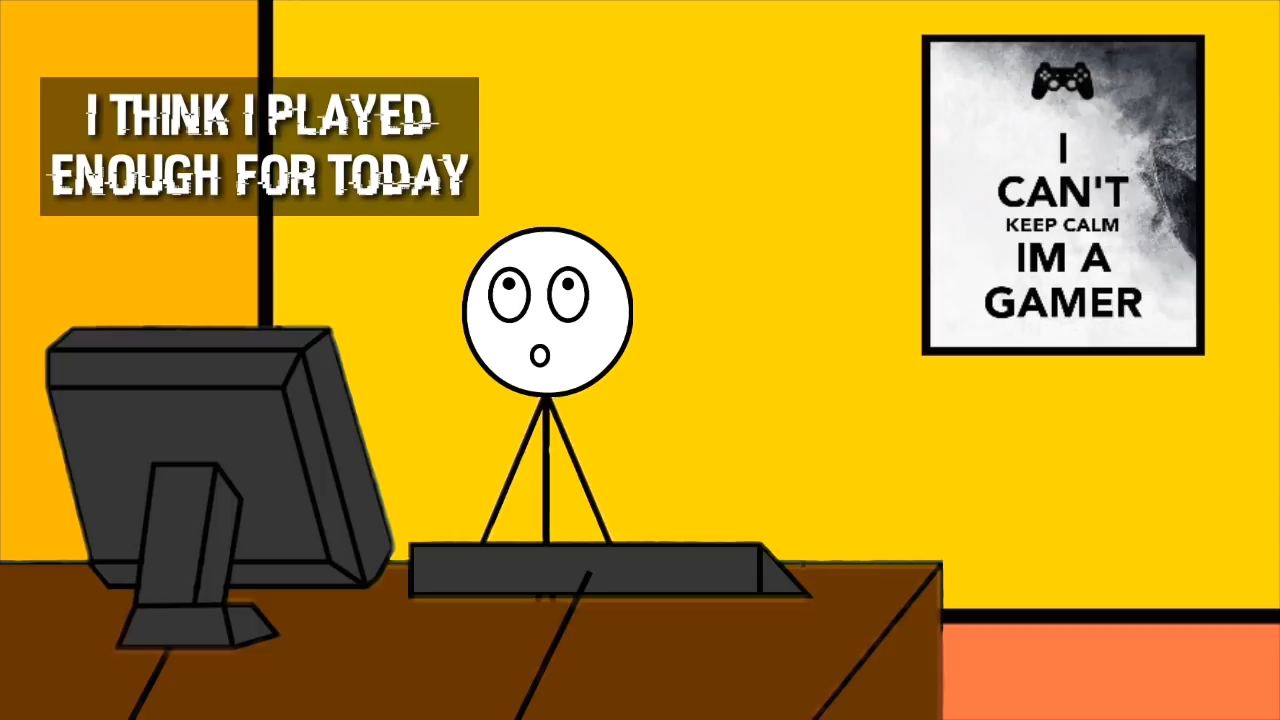 I THINK I PLAYED
ENOUGH FOR TODAY
I
CAN'T
KEEP CALM
IM A
GAMER